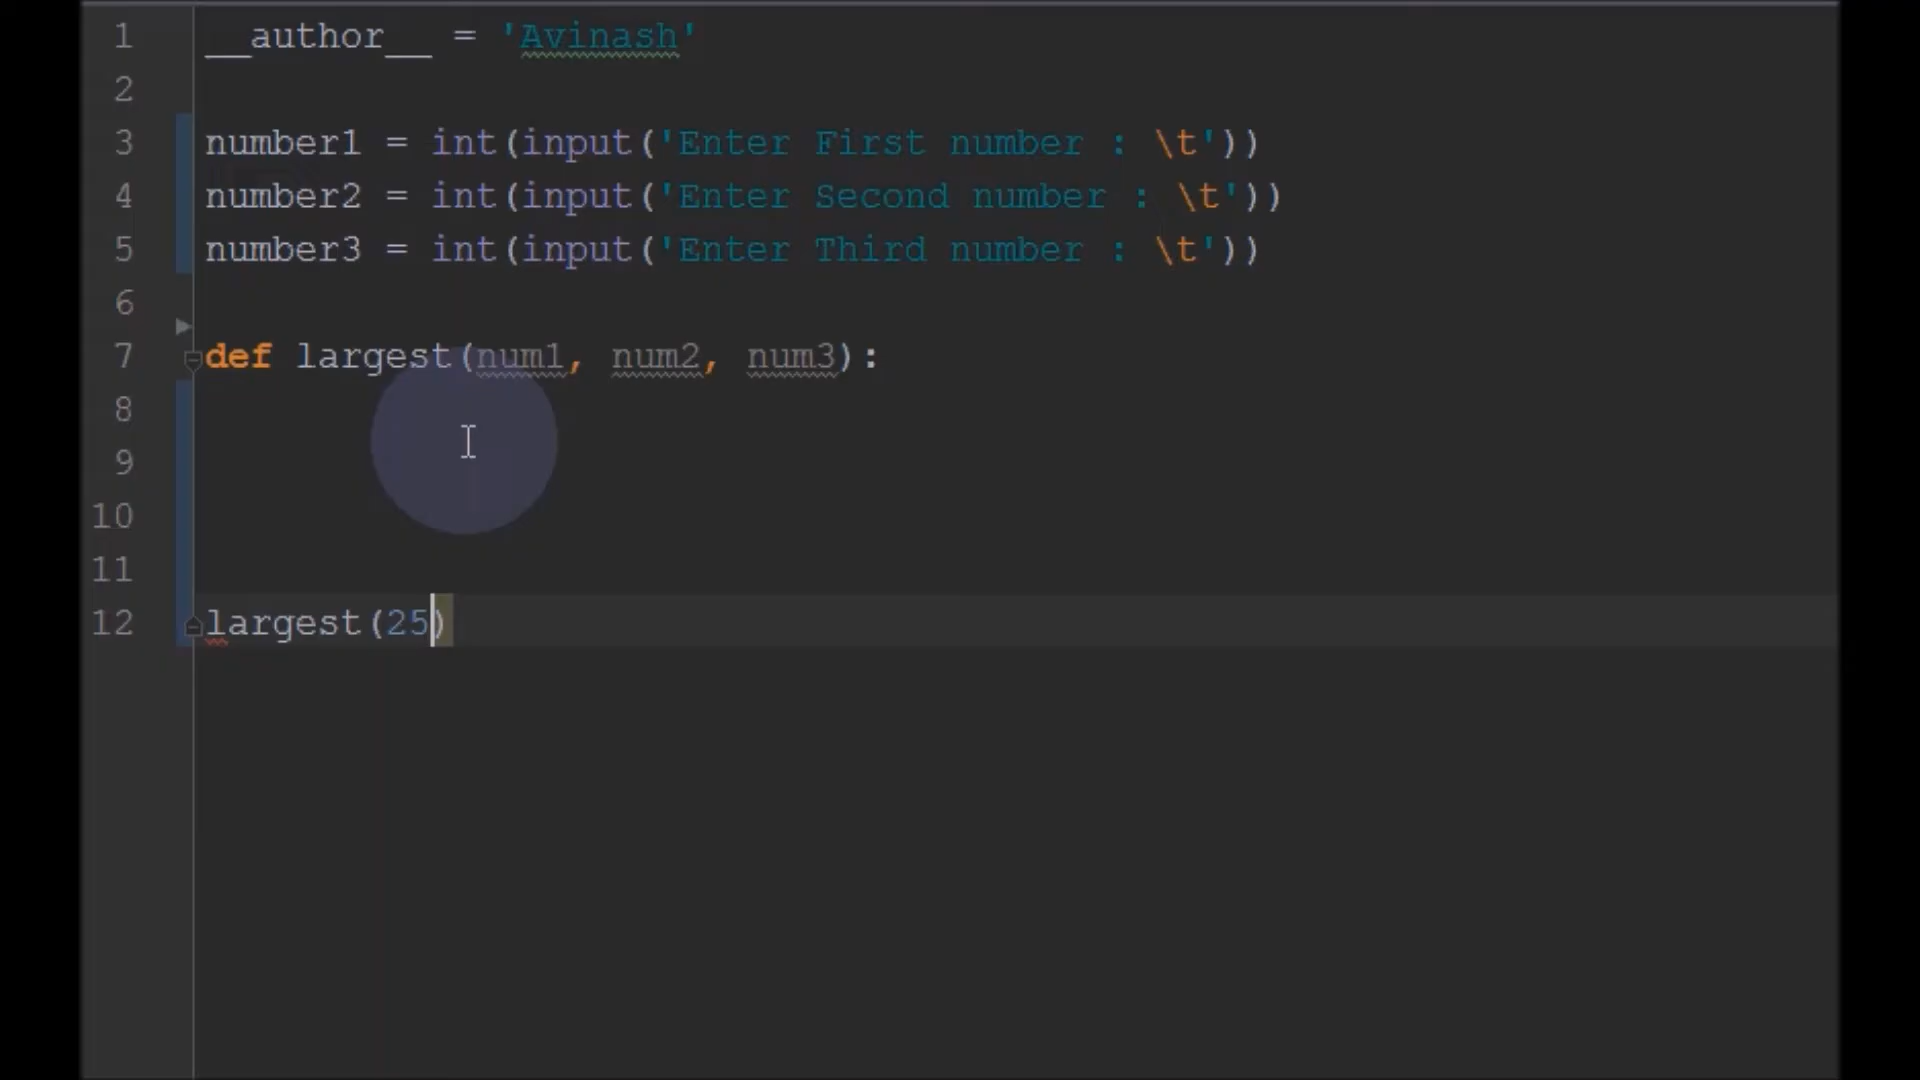 1 __author__ = 'Avinash'
2
3 number1 = int(input('Enter First number : \t'))
4 number2 = int(input('Enter Second number : \t'))
5 number3 = int(input('Enter Third number : \t'))
6
7 def largest(num1, num2, num3):
8
9
10
11
12 largest(25)